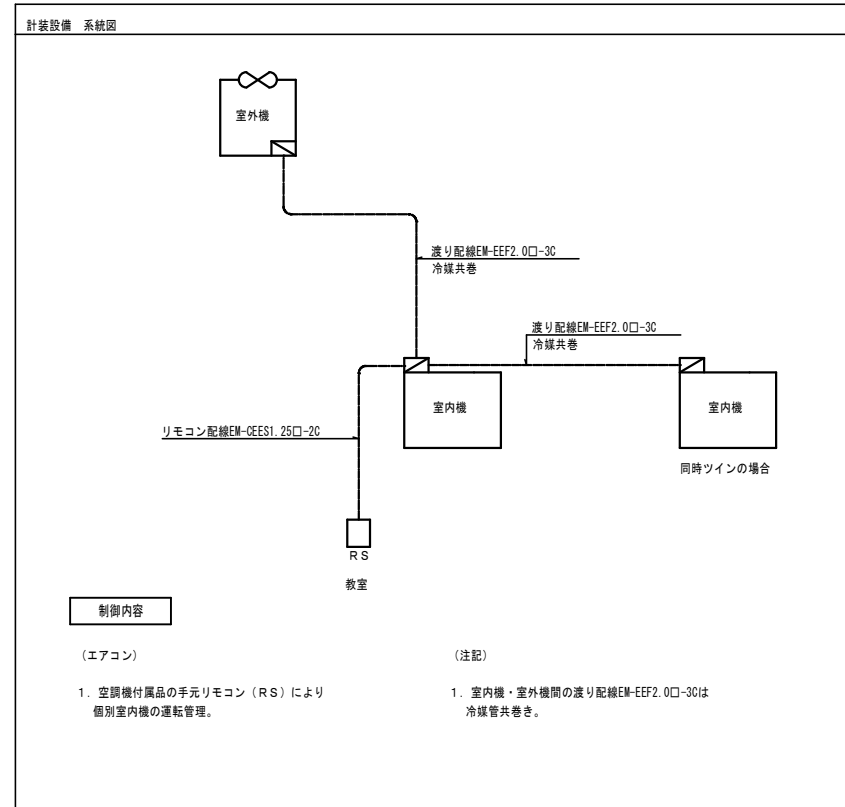 計装設備　系統図
室外機
渡り配線EM-EEF2.0□-3C
冷媒共巻
渡り配線EM-EEF2.0□-3C
冷媒共巻
室内機
室内機
リモコン配線EM-CEES1.25□-2C
同時ツインの場合
ＲＳ
教室
制御内容
（エアコン）
1. 空調機付属品の手元リモコン（ＲＳ）により
個別室内機の運転管理。
（注記）
1. 室内機・室外機間の渡り配線EM-EEF2.0□-3Cは
冷媒管共巻き。